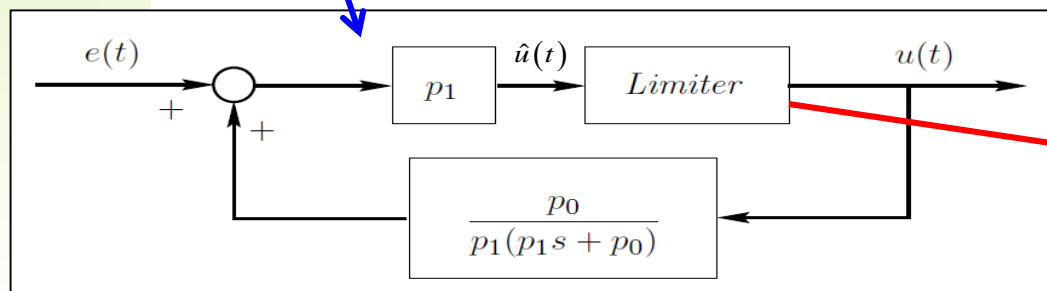 e(t)
+
+
p₁
û(t)
Limiter
u(t)
p₀
p₁(p₁s + p₀)